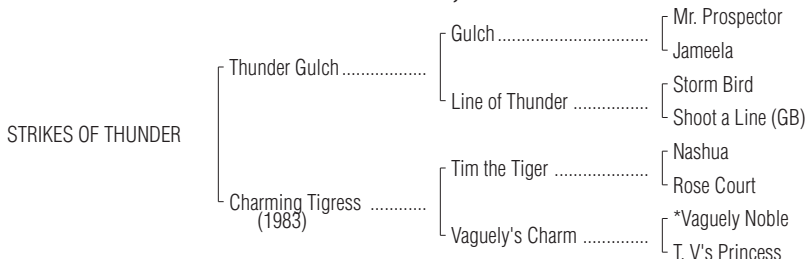 Mr. Prospector
Gulch ..............................
Jameela
Thunder Gulch ..................
Storm Bird
Line of Thunder ...............
Shoot a Line (GB)
STRIKES OF THUNDER
Nashua
Tim the Tiger ...................
Rose Court
Charming Tigress ............
(1983)
*Vaguely Noble
Vaguely's Charm ..............
T. V's Princess